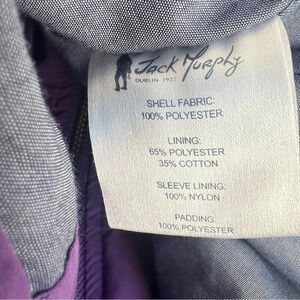 Jack Murphy
DUBLIN 1922
SHELL FABRIC:
100% POLYESTER
LINING:
65% POLYESTER
35% COTTON
SLEEVE LINING:
100% NYLON
PADDING:
100% POLYESTER